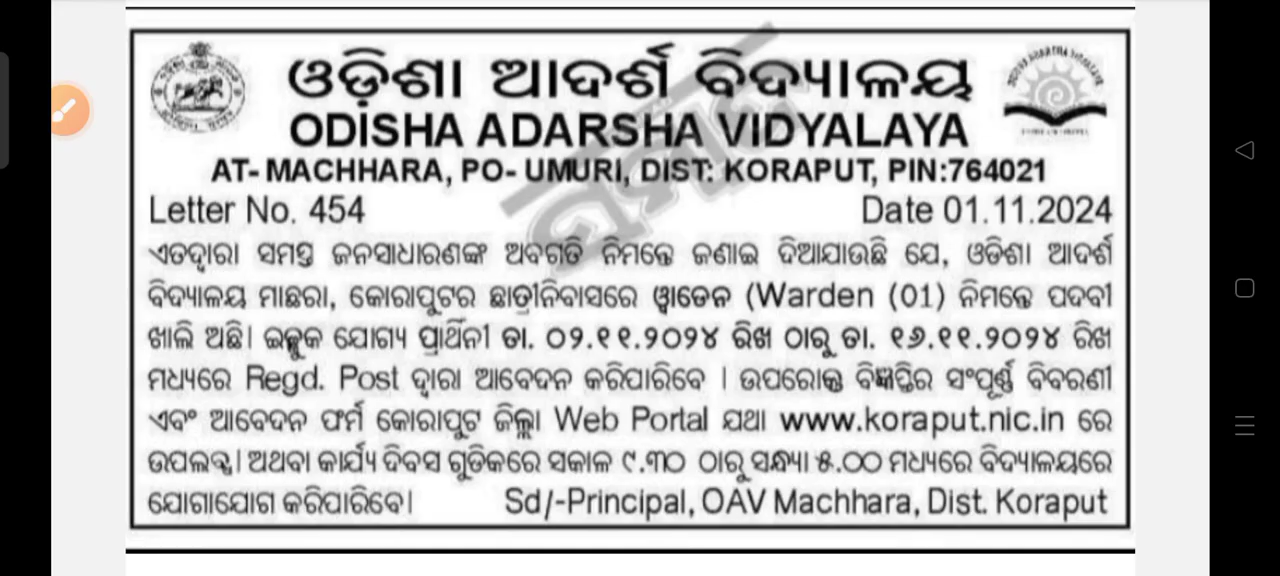 ଓଡ଼ିଶା ଆଦର୍ଶ ବିଦ୍ୟାଳୟ
ODISHA ADARSHA VIDYALAYA
AT- MACHHARA, PO- UMURI, DIST: KORAPUT, PIN:764021
Letter No. 454 Date 01.11.2024
ଏତଦ୍ୱାରା ସମସ୍ତ ଜନସାଧାରଣଙ୍କ ଅବଗତି ନିମନ୍ତେ ଜଣାଇ ଦିଆଯାଉଛି ଯେ, ଓଡିଶା ଆଦର୍ଶ
ବିଦ୍ୟାଳୟ ମାଛରା, କୋରାପୁଟର ଛାତ୍ରୀନିବାସରେ ୱାଡେନ (Warden (01) ନିମନ୍ତେ ପଦବୀ
ଖାଲି ଅଛି। ଇଚ୍ଛୁକ ଯୋଗ୍ୟ ପ୍ରାର୍ଥିନୀ ତା. ୦୨.୧୧.୨୦୨୪ ରିଖ ଠାରୁ ତା. ୧୬.୧୧.୨୦୨୪ ରିଖ
ମଧ୍ୟରେ Regd. Post ଦ୍ୱାରା ଆବେଦନ କରିପାରିବେ । ଉପରୋକ୍ତ ବିଜ୍ଞପ୍ତିର ସଂପୂର୍ଣ୍ଣ ବିବରଣୀ
ଏବଂ ଆବେଦନ ଫର୍ମ କୋରାପୁଟ ଜିଲ୍ଲା Web Portal ଯଥା www.koraput.nic.in ରେ
ଉପଲବ୍ଧ। ଅଥବା କାର୍ଯ୍ୟ ଦିବସ ଗୁଡିକରେ ସକାଳ ୯.୩୦ ଠାରୁ ସନ୍ଧ୍ୟା ୫.୦୦ ମଧ୍ୟରେ ବିଦ୍ୟାଳୟରେ
ଯୋଗାଯୋଗ କରିପାରିବେ। Sd/-Principal, OAV Machhara, Dist. Koraput